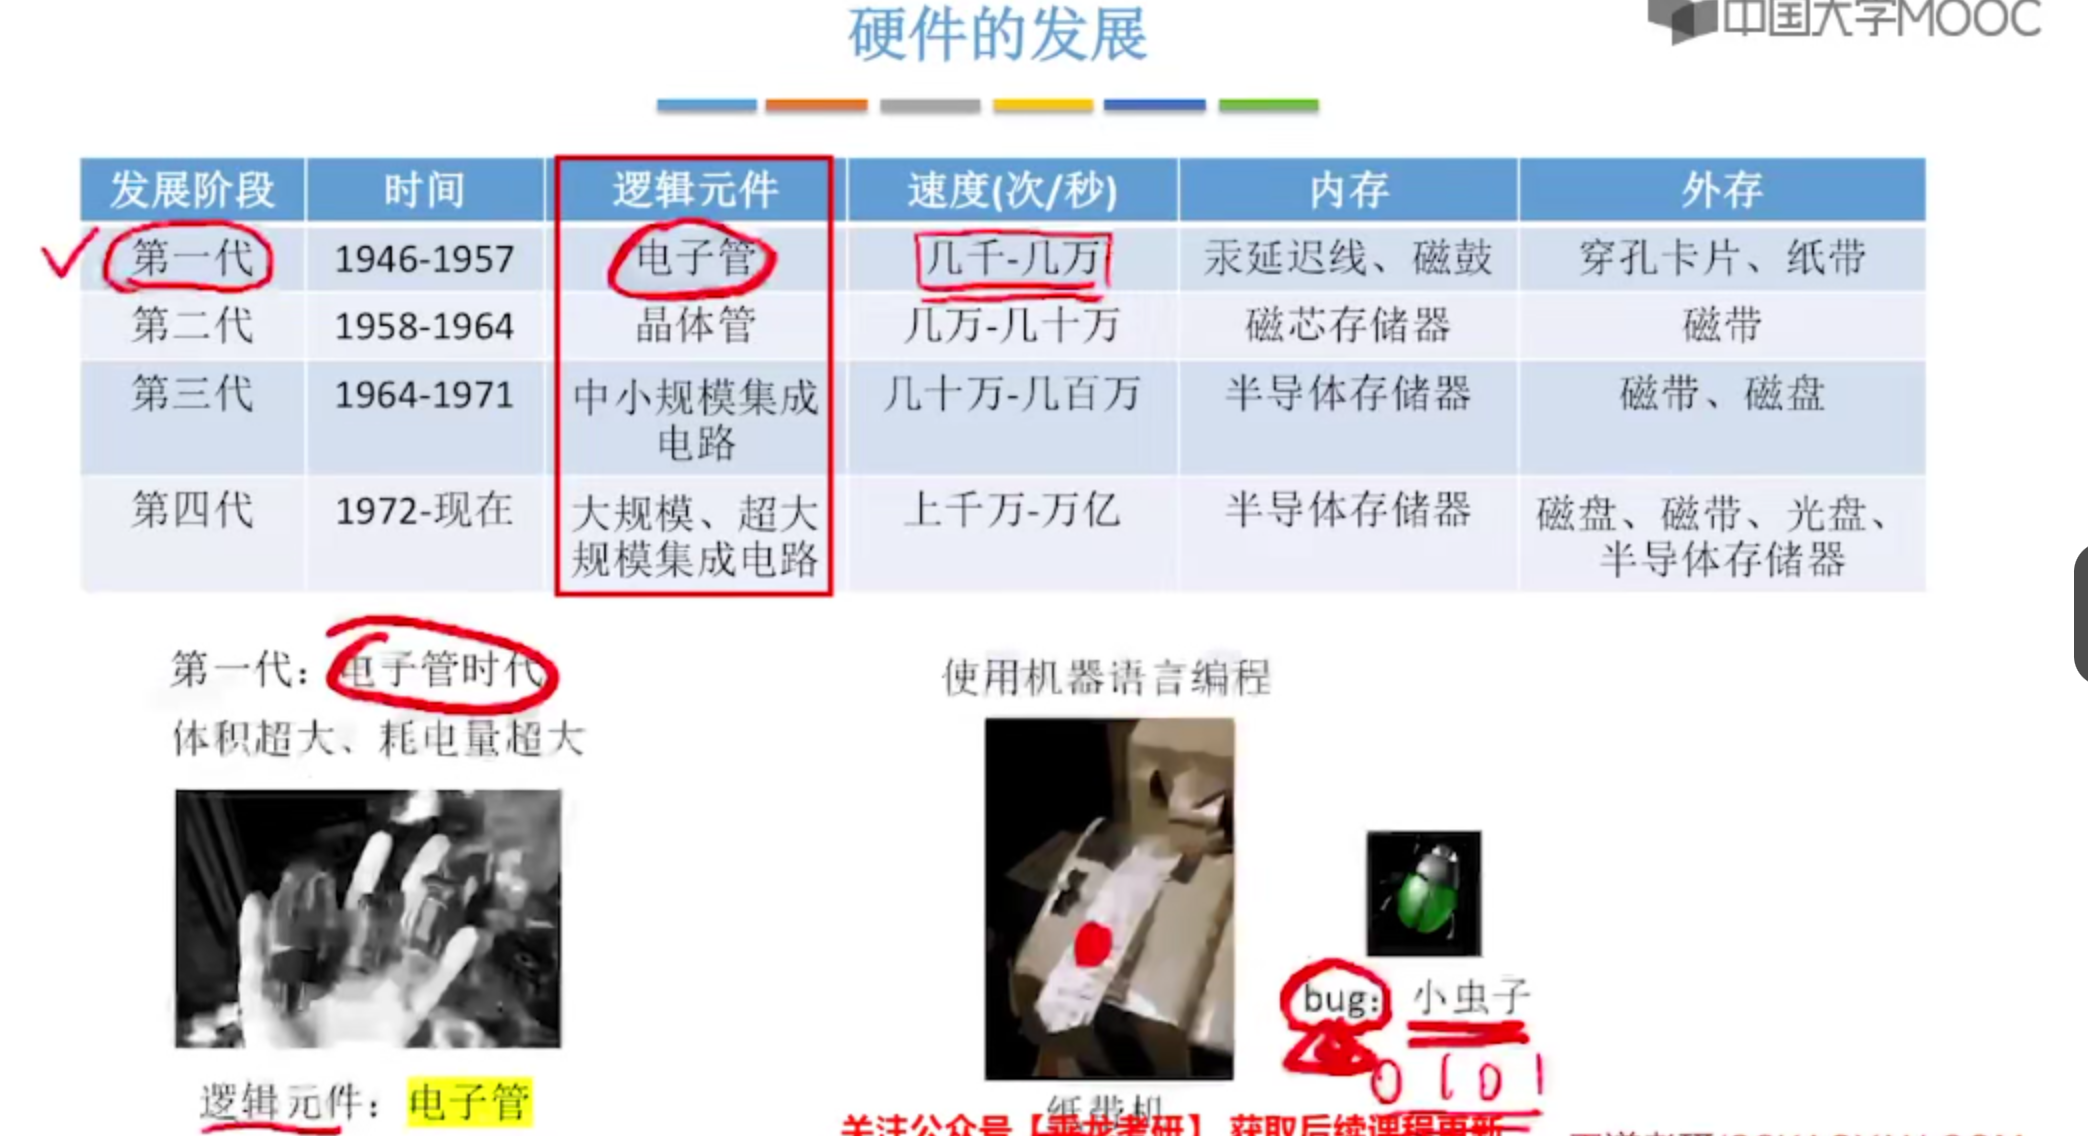 硬件的发展
中国大学MOOC
发展阶段 时间 逻辑元件 速度(次/秒) 内存 外存
第一代 1946-1957 电子管 几千-几万 汞延迟线、磁鼓 穿孔卡片、纸带
第二代 1958-1964 晶体管 几万-几十万 磁芯存储器 磁带
第三代 1964-1971 中小规模集成 几十万-几百万 半导体存储器 磁带、磁盘
电路
第四代 1972-现在 大规模、超大 上千万-万亿 半导体存储器 磁盘、磁带、光盘、
规模集成电路 半导体存储器
第一代：电子管时代
体积超大、耗电量超大
逻辑元件：电子管
使用机器语言编程
纸带机
bug：小虫子
0 1 0 1
关注公众号【乘龙考研】获取后续课程更新